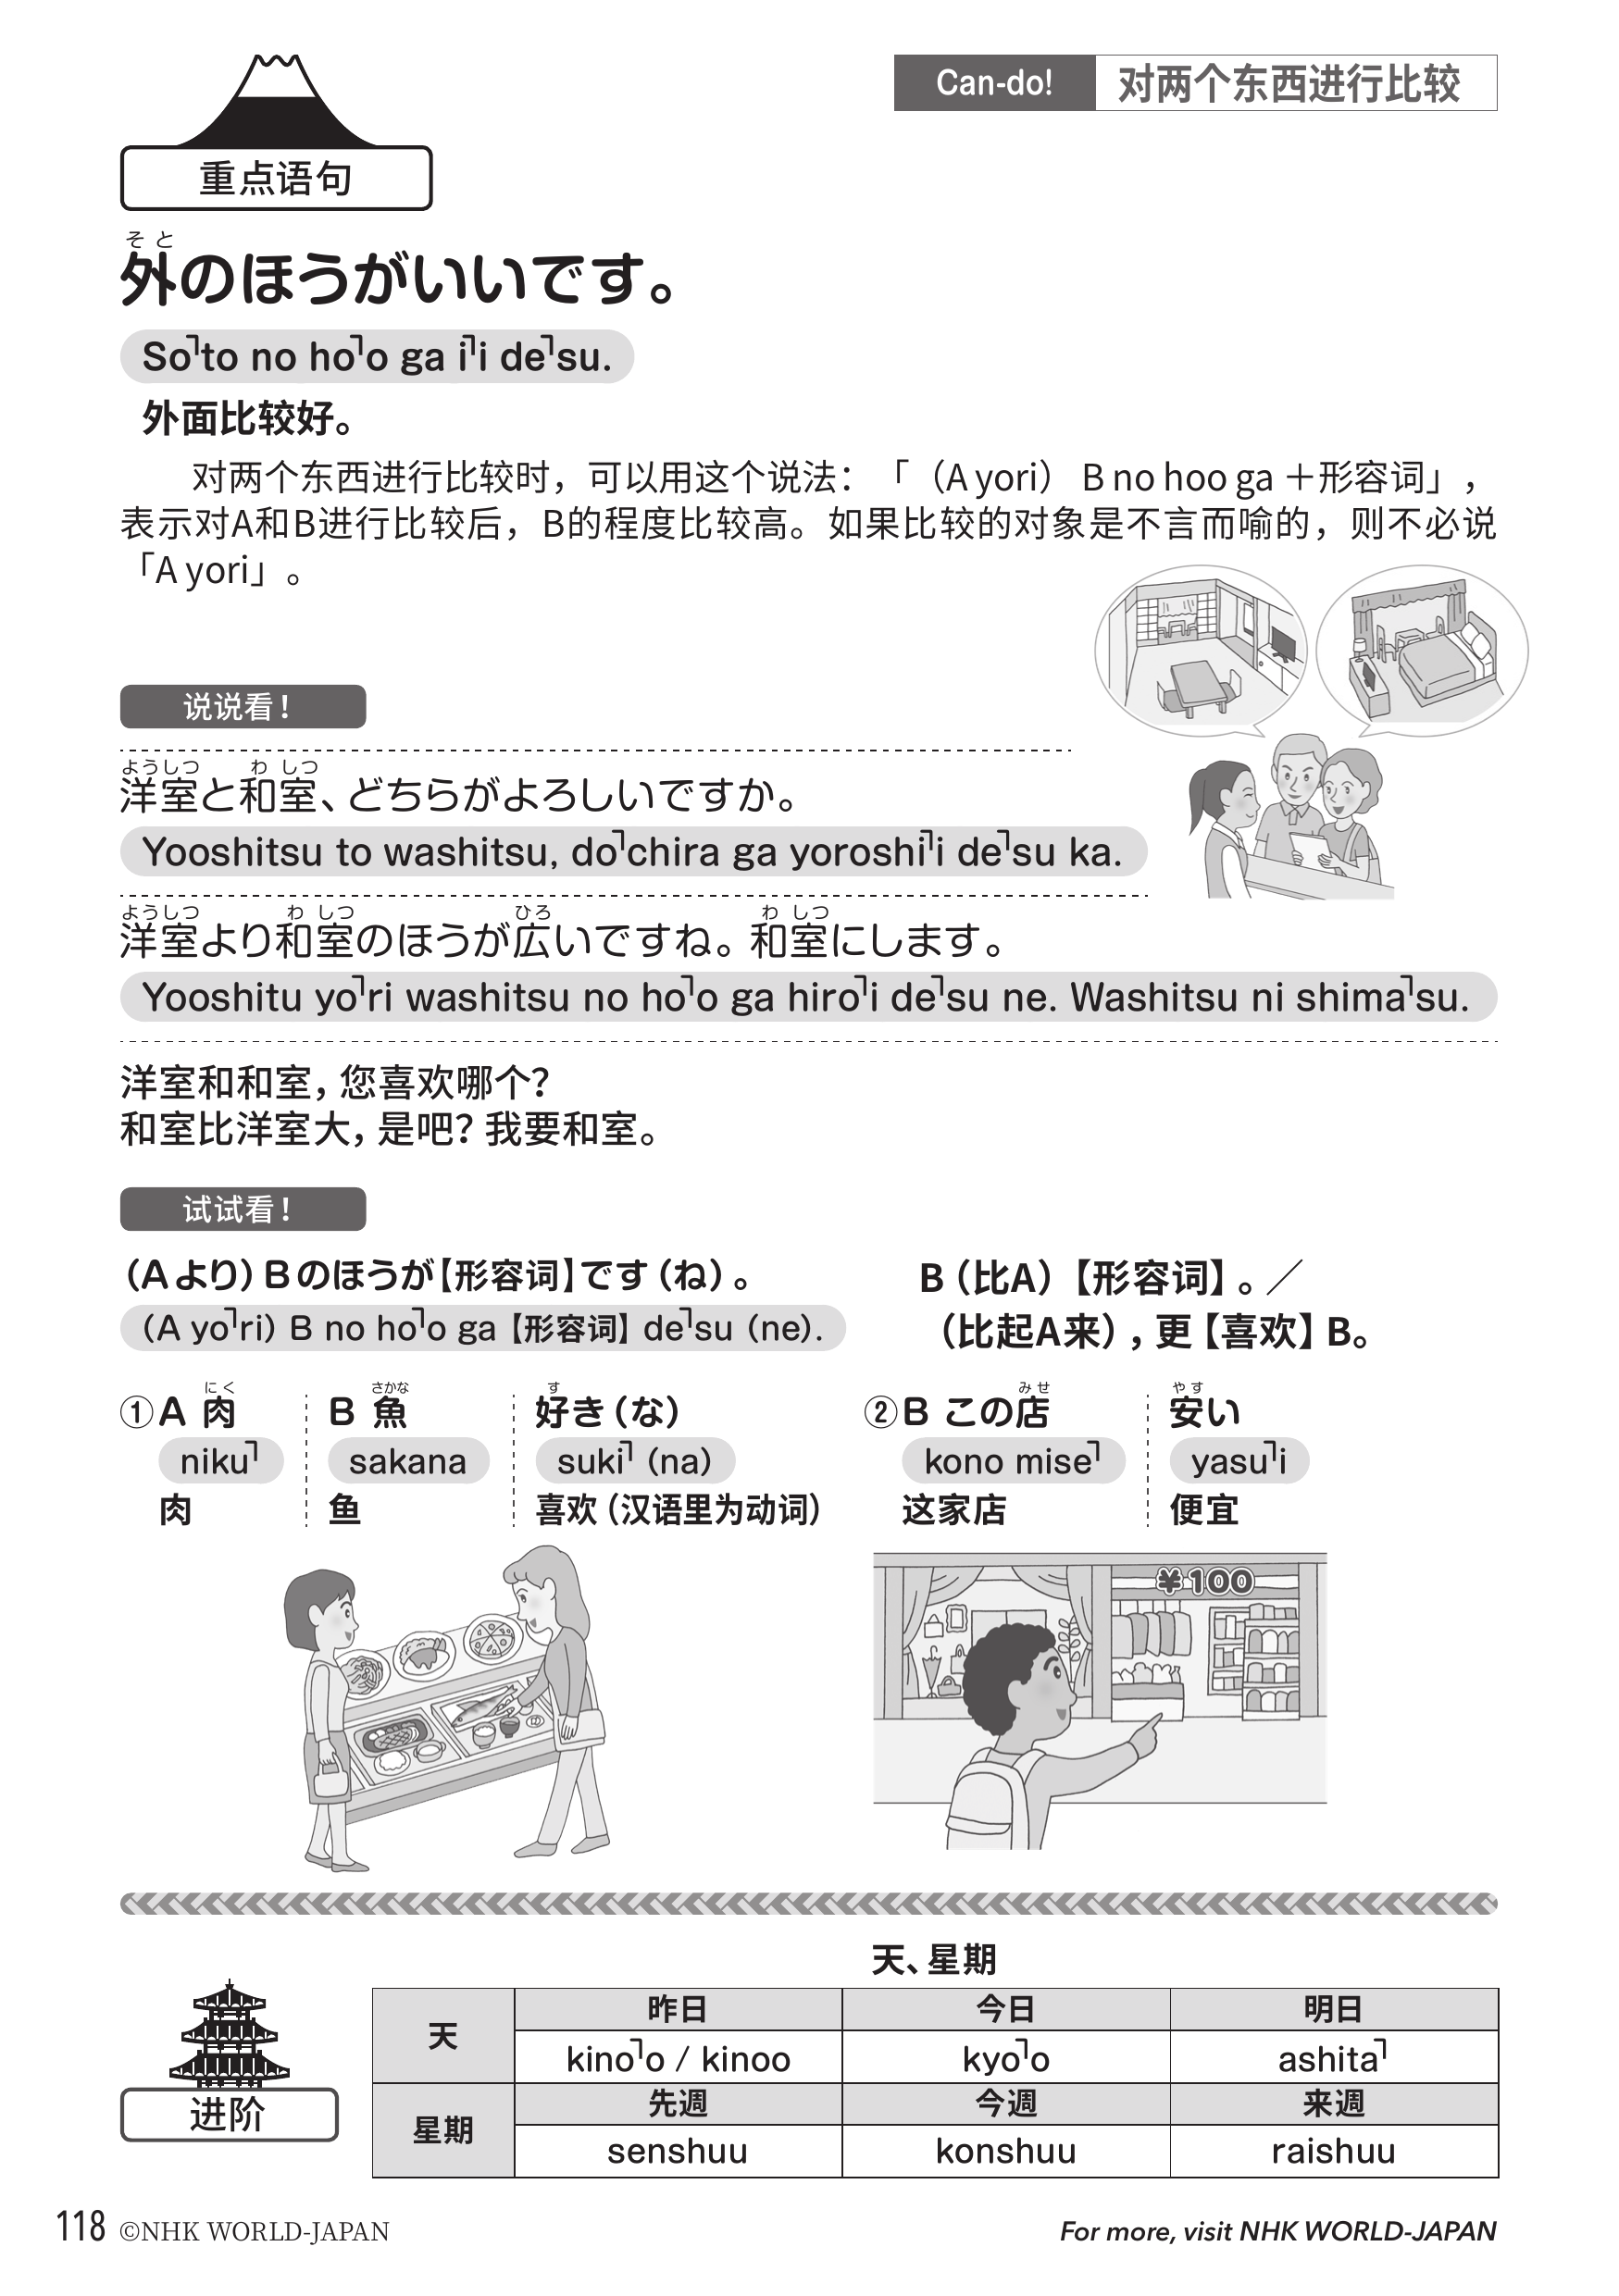 Can-do! 对两个东西进行比较
重点语句
そと
外のほうがいいです。
So˥to no ho˥o ga i˥i de˥su.
外面比较好。
对两个东西进行比较时，可以用这个说法：「（A yori） B no hoo ga ＋形容词」，
表示对A和B进行比较后，B的程度比较高。如果比较的对象是不言而喻的，则不必说
「A yori」。
说说看！
ようしつ わ しつ
洋室と和室、どちらがよろしいですか。
Yooshitsu to washitsu, do˥chira ga yoroshi˥i de˥su ka.
ようしつ わ しつ ひろ わ しつ
洋室より和室のほうが広いですね。和室にします。
Yooshitu yo˥ri washitsu no ho˥o ga hiro˥i de˥su ne. Washitsu ni shima˥su.
洋室和和室，您喜欢哪个？
和室比洋室大，是吧？我要和室。
试试看！
（Aより）Bのほうが【形容词】です（ね）。
(A yo˥ri) B no ho˥o ga【形容词】de˥su (ne).
B（比A）【形容词】。／
（比起A来），更【喜欢】B。
にく さかな す
①A 肉 B 魚 好き（な）
niku˥ sakana suki˥ (na)
肉 鱼 喜欢（汉语里为动词）
みせ やす
②B この店 安い
kono mise˥ yasu˥i
这家店 便宜
¥100
天、星期
进阶
天 昨日 今日 明日
kino˥o / kinoo kyo˥o ashita˥
星期 先週 今週 来週
senshuu konshuu raishuu
118 ©NHK WORLD-JAPAN
For more, visit NHK WORLD-JAPAN